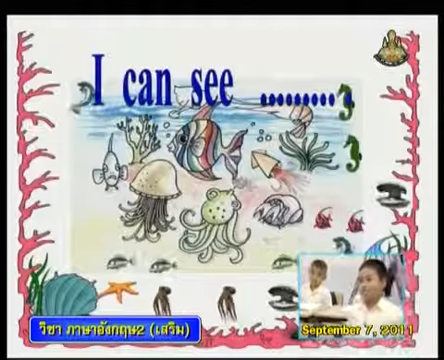 I can see ..........
วิชา ภาษาอังกฤษ2 (เสริม)
September 7, 2011